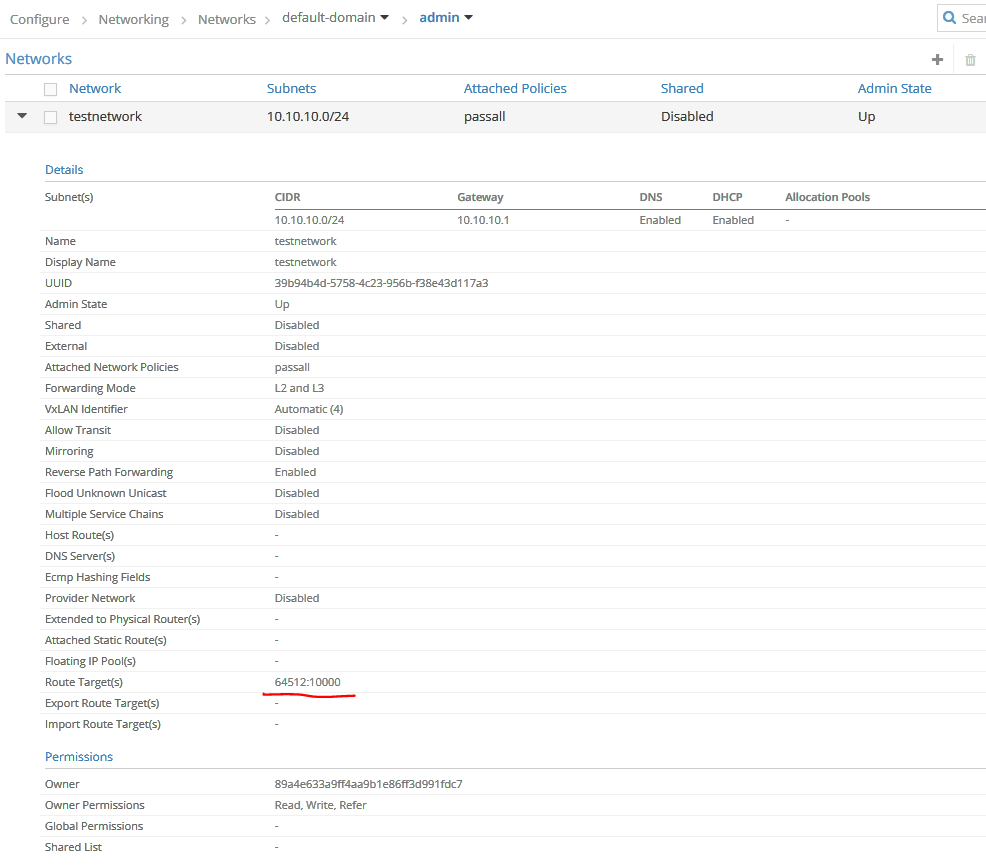 Configure > Networking > Networks > default-domain > admin
Sear
Networks
Network Subnets Attached Policies Shared Admin State
testnetwork 10.10.10.0/24 passall Disabled Up
Details
Subnet(s) CIDR Gateway DNS DHCP Allocation Pools
10.10.10.0/24 10.10.10.1 Enabled Enabled -
Name testnetwork
Display Name testnetwork
UUID 39b94b4d-5758-4c23-956b-f38e43d117a3
Admin State Up
Shared Disabled
External Disabled
Attached Network Policies passall
Forwarding Mode L2 and L3
VxLAN Identifier Automatic (4)
Allow Transit Disabled
Mirroring Disabled
Reverse Path Forwarding Enabled
Flood Unknown Unicast Disabled
Multiple Service Chains Disabled
Host Route(s) -
DNS Server(s) -
Ecmp Hashing Fields -
Provider Network Disabled
Extended to Physical Router(s) -
Attached Static Route(s) -
Floating IP Pool(s) -
Route Target(s) 64512:10000
Export Route Target(s) -
Import Route Target(s) -
Permissions
Owner 89a4e633a9ff4aa9b1e86ff3d991fdc7
Owner Permissions Read, Write, Refer
Global Permissions -
Shared List -